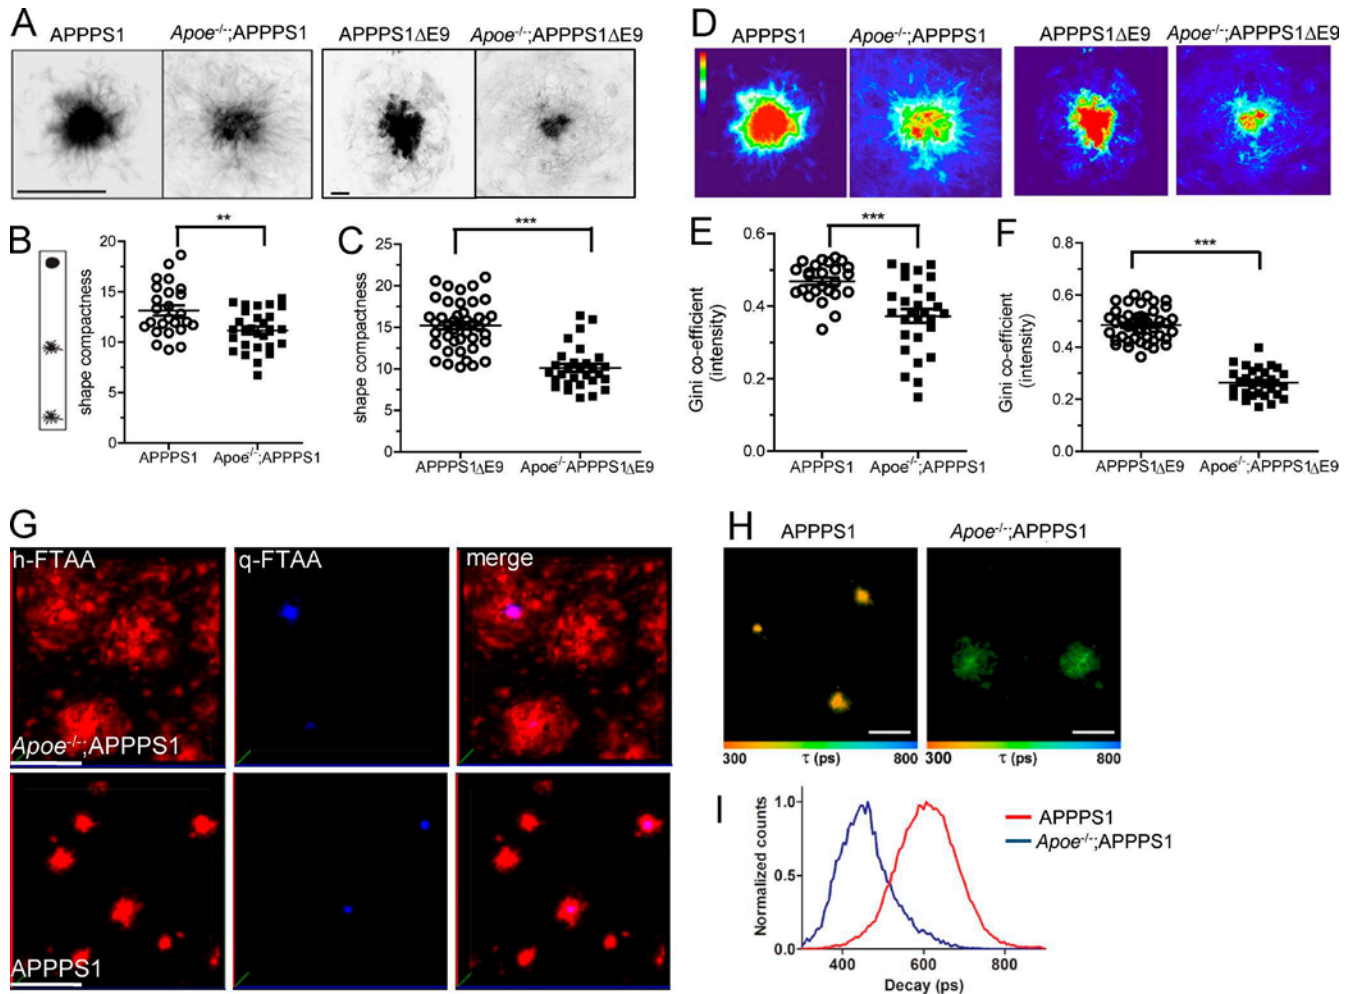 A
APPPS1
Apoe-/-;APPPS1
APPPS1ΔE9
Apoe-/-;APPPS1ΔE9
D
APPPS1
Apoe-/-;APPPS1
APPPS1ΔE9
Apoe-/-;APPPS1ΔE9
B
shape compactness
20
15
10
5
0
**
APPPS1
Apoe-/-;APPPS1
C
shape compactness
25
20
15
10
5
0
***
APPPS1ΔE9
Apoe-/-APPPS1ΔE9
E
Gini co-efficient
(intensity)
0.6
0.4
0.2
0.0
***
APPPS1
Apoe-/-;APPPS1
F
Gini co-efficient
(intensity)
0.8
0.6
0.4
0.2
0.0
***
APPPS1ΔE9
Apoe-/-;APPPS1ΔE9
G
h-FTAA
q-FTAA
merge
Apoe-/-;APPPS1
APPPS1
H
APPPS1
Apoe-/-;APPPS1
300 τ (ps) 800
300 τ (ps) 800
I
Normalized counts
1.0
0.5
0.0
400 600 800
Decay (ps)
APPPS1
Apoe-/-;APPPS1